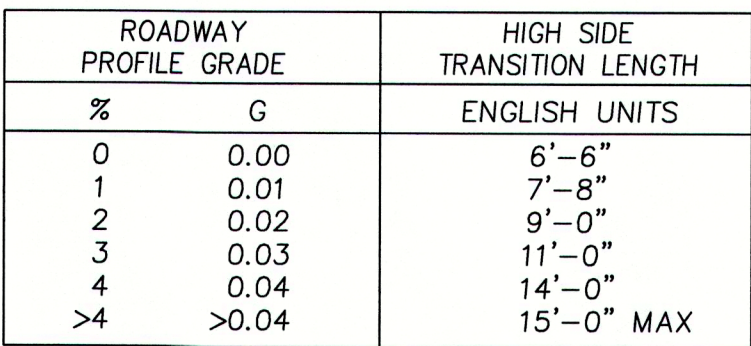 ROADWAY HIGH SIDE
PROFILE GRADE TRANSITION LENGTH
% G ENGLISH UNITS
0 0.00 6'–6"
1 0.01 7'–8"
2 0.02 9'–0"
3 0.03 11'–0"
4 0.04 14'–0"
>4 >0.04 15'–0" MAX